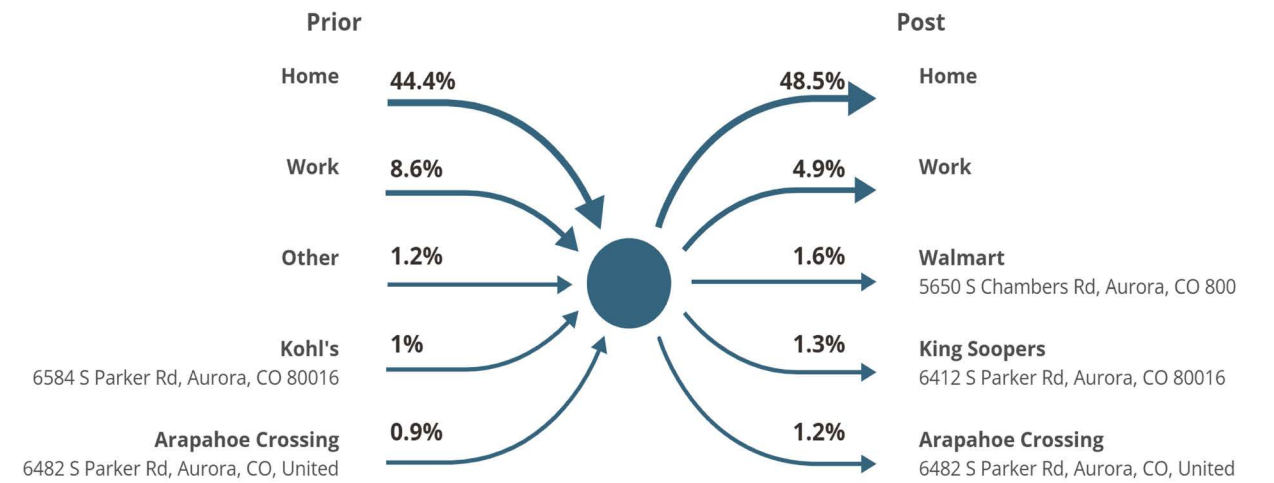 Prior
Post
Home
44.4%
48.5%
Home
Work
8.6%
4.9%
Work
Other
1.2%
1.6%
Walmart
5650 S Chambers Rd, Aurora, CO 800
Kohl's
6584 S Parker Rd, Aurora, CO 80016
1%
1.3%
King Soopers
6412 S Parker Rd, Aurora, CO 80016
Arapahoe Crossing
6482 S Parker Rd, Aurora, CO, United
0.9%
1.2%
Arapahoe Crossing
6482 S Parker Rd, Aurora, CO, United